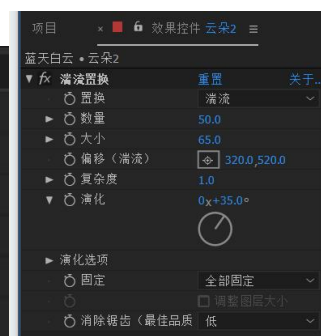 项目 × 效果控件 云朵2 ≡
蓝天白云 • 云朵2
fx 湍流置换 重置 关于..
置换 湍流
数量 50.0
大小 65.0
偏移（湍流） 320.0,520.0
复杂度 1.0
演化 0x+35.0°
演化选项
固定 全部固定
调整图层大小
消除锯齿（最佳品质 低